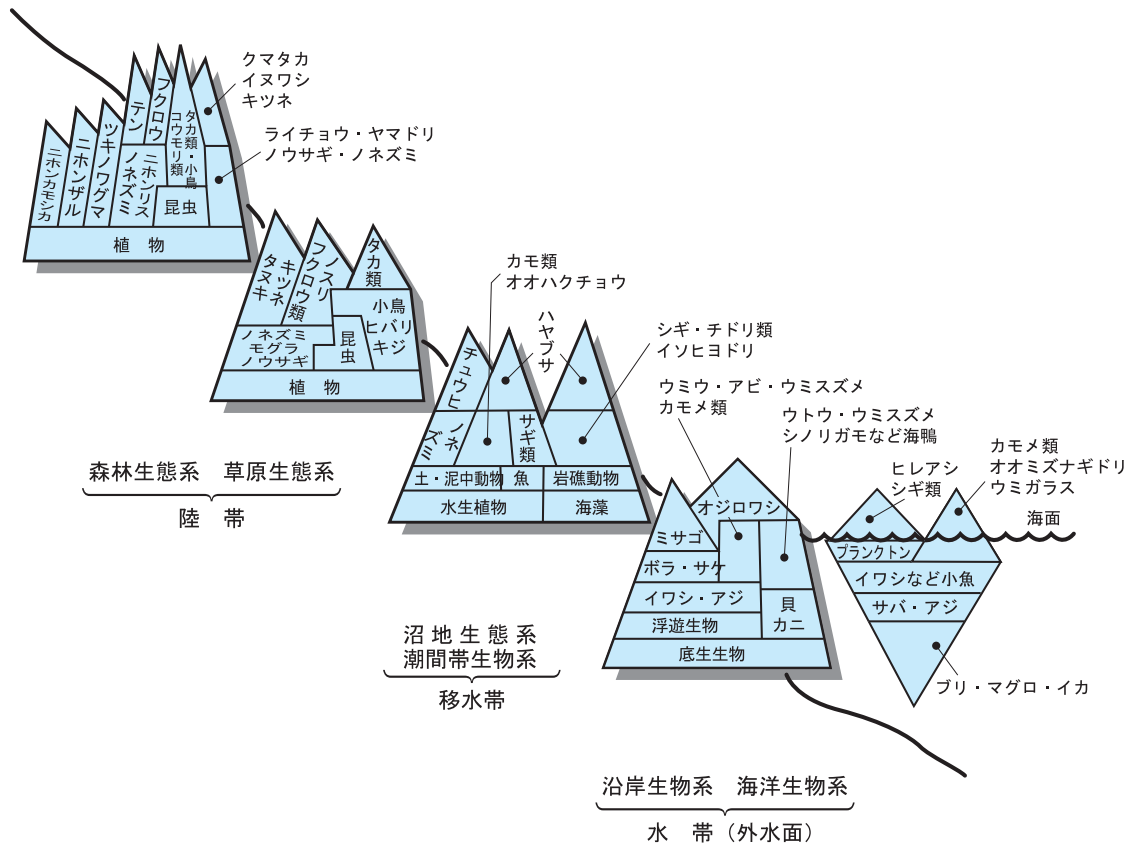 クマタカ
イヌワシ
キツネ
ライチョウ・ヤマドリ
ノウサギ・ノネズミ
ニホンカモシカ
ニホンザル
ツキノワグマ
テン
フクロウ
タカ類・小鳥
コウモリ類
ニホンリス
ノネズミ
昆虫
植 物
キツネ
タヌキ
ノスリ
フクロウ類
タカ類
小鳥
ヒバリ
キジ
ノネズミ
モグラ
ノウサギ
昆虫
植 物
カモ類
オオハクチョウ
ハヤブサ
シギ・チドリ類
イソヒヨドリ
チュウヒ
ノネ
ズミ
サギ類
土・泥中動物
魚
岩礁動物
水生植物
海藻
ウミウ・アビ・ウミスズメ
カモメ類
ウトウ・ウミスズメ
シノリガモなど海鴨
オジロワシ
ミサゴ
ボラ・サケ
イワシ・アジ
浮遊生物
貝
カニ
底生生物
ヒレアシ
シギ類
カモメ類
オオミズナギドリ
ウミガラス
海面
プランクトン
イワシなど小魚
サバ・アジ
ブリ・マグロ・イカ
森林生態系 草原生態系
陸 帯
沼地生態系
潮間帯生物系
移水帯
沿岸生物系 海洋生物系
水 帯（外水面）